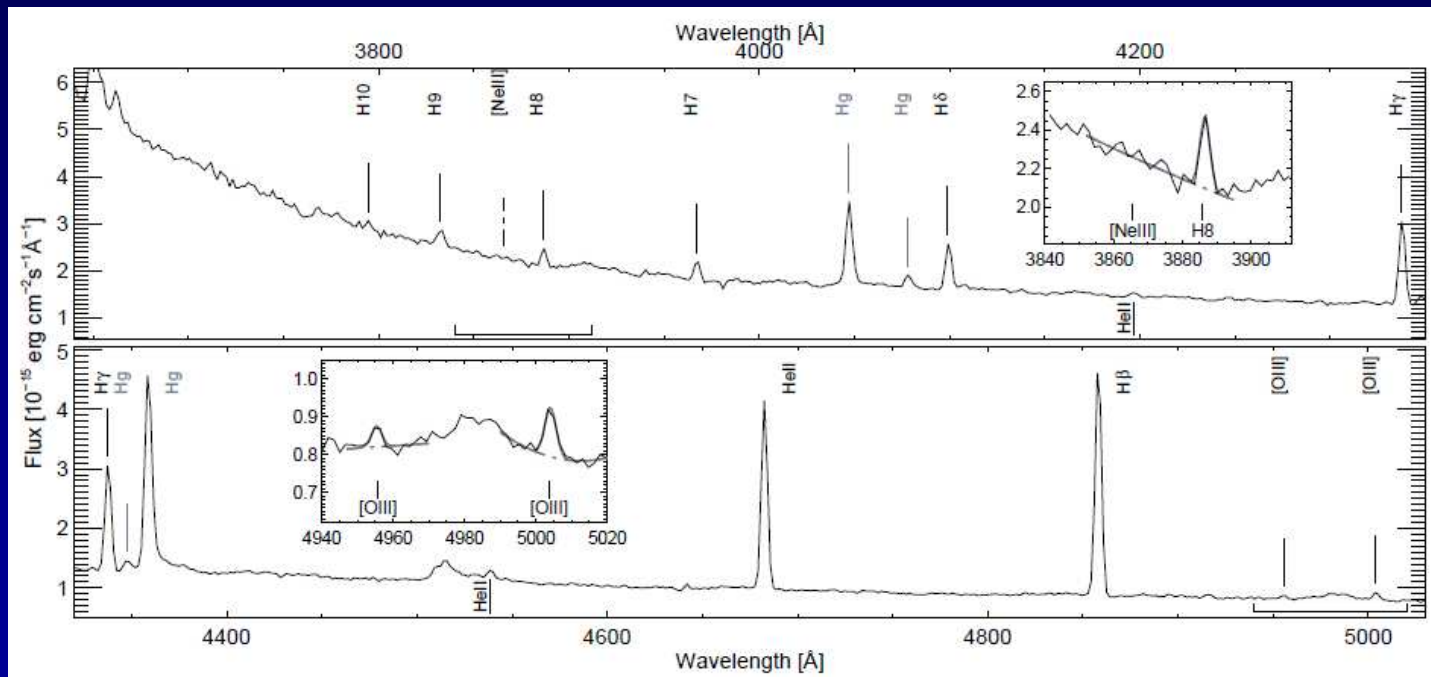 Wavelength [Å]
3800 4000 4200
6
5
4
3
2
1
H10 H9 [NeIII] H8 H7 Hg Hg Hδ Hγ
HeII
2.6
2.4
2.2
2.0
[NeIII] H8
3840 3860 3880 3900
Flux [10⁻¹⁵ erg cm⁻²s⁻¹Å⁻¹]
5
4
3
2
1
Hγ Hg Hg HeII Hβ [OIII] [OIII]
HeII
1.0
0.9
0.8
0.7
[OIII] [OIII]
4940 4960 4980 5000 5020
4400 4600 4800 5000
Wavelength [Å]